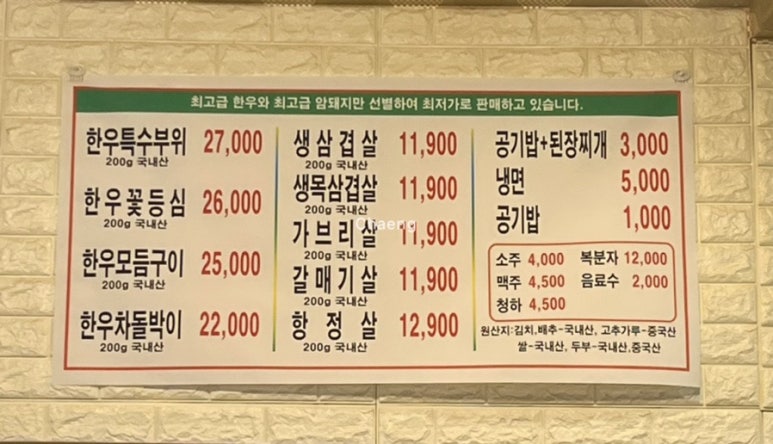 최고급 한우와 최고급 암돼지만 선별하여 최저가로 판매하고 있습니다.
한우특수부위 27,000
200g 국내산
한우꽃등심 26,000
200g 국내산
한우모듬구이 25,000
200g 국내산
한우차돌박이 22,000
200g 국내산
생삼겹살 11,900
200g 국내산
생목삼겹살 11,900
200g 국내산
가브리살 11,900
200g 국내산
갈매기살 11,900
200g 국내산
항정살 12,900
200g 국내산
공기밥+된장찌개 3,000
냉면 5,000
공기밥 1,000
소주 4,000 복분자 12,000
맥주 4,500 음료수 2,000
청하 4,500
원산지:김치,배추-국내산, 고추가루-중국산
쌀-국내산, 두부-국내산,중국산